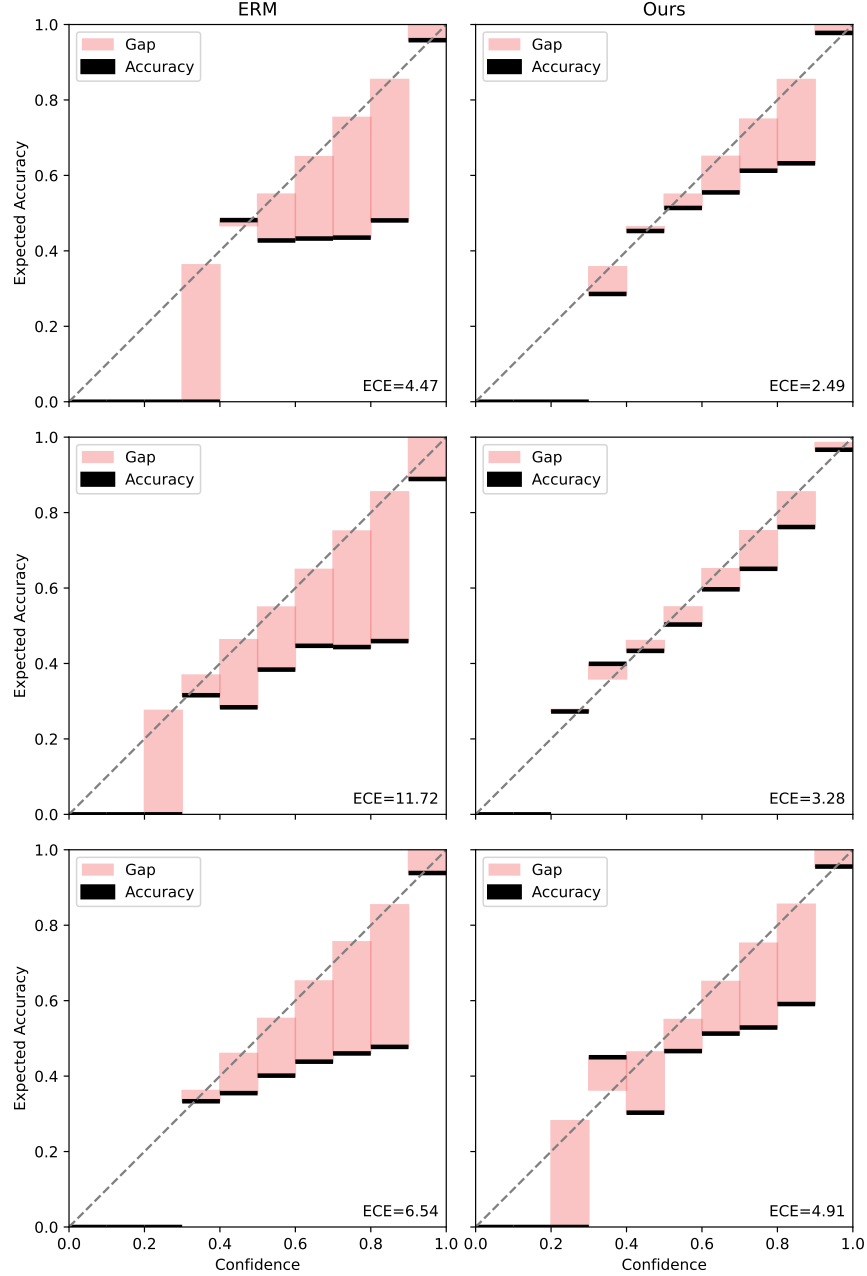 ERM
Ours
1.0
0.8
0.6
0.4
0.2
0.0
Expected Accuracy
Gap
Accuracy
ECE=4.47
Gap
Accuracy
ECE=2.49
1.0
0.8
0.6
0.4
0.2
0.0
Expected Accuracy
Gap
Accuracy
ECE=11.72
Gap
Accuracy
ECE=3.28
1.0
0.8
0.6
0.4
0.2
0.0
Expected Accuracy
Gap
Accuracy
ECE=6.54
0.0 0.2 0.4 0.6 0.8 1.0
Confidence
Gap
Accuracy
ECE=4.91
0.0 0.2 0.4 0.6 0.8 1.0
Confidence